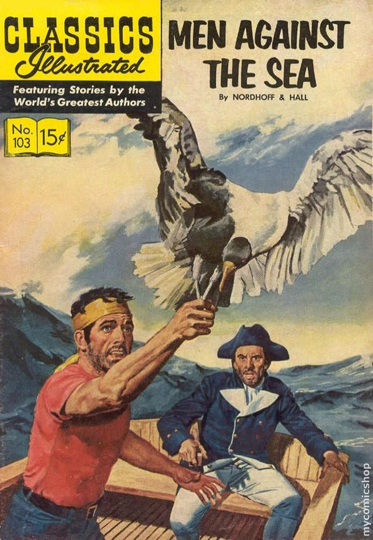 CLASSICS
Illustrated
Featuring Stories by the
World's Greatest Authors
No.
103
15¢
MEN AGAINST
THE SEA
By NORDHOFF & HALL
mycomicshop